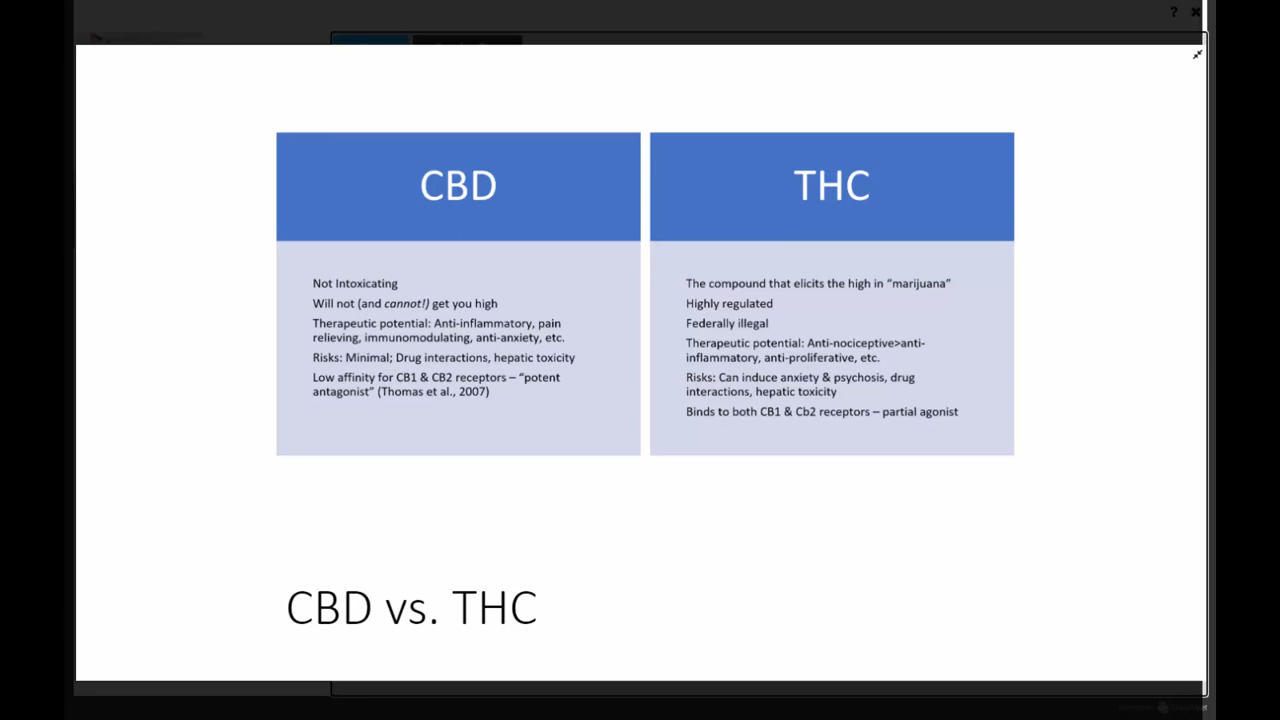 ?
CBD
Not Intoxicating
Will not (and cannot!) get you high
Therapeutic potential: Anti-inflammatory, pain
relieving, immunomodulating, anti-anxiety, etc.
Risks: Minimal; Drug interactions, hepatic toxicity
Low affinity for CB1 & CB2 receptors – “potent
antagonist” (Thomas et al., 2007)
THC
The compound that elicits the high in “marijuana”
Highly regulated
Federally illegal
Therapeutic potential: Anti-nociceptive>anti-
inflammatory, anti-proliferative, etc.
Risks: Can induce anxiety & psychosis, drug
interactions, hepatic toxicity
Binds to both CB1 & Cb2 receptors – partial agonist
CBD vs. THC